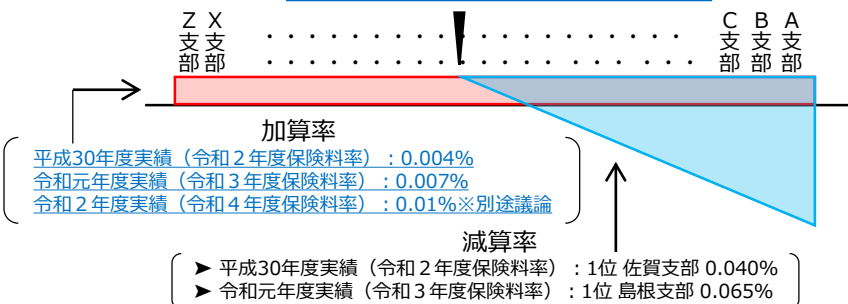 Z支部 X支部 ・・・・・・・・・・・・・・・・・・・・ C支部 B支部 A支部
加算率
平成30年度実績（令和２年度保険料率）：0.004%
令和元年度実績（令和３年度保険料率）：0.007%
令和２年度実績（令和４年度保険料率）：0.01%※別途議論
減算率
➤ 平成30年度実績（令和２年度保険料率）：1位 佐賀支部 0.040%
➤ 令和元年度実績（令和３年度保険料率）：1位 島根支部 0.065%